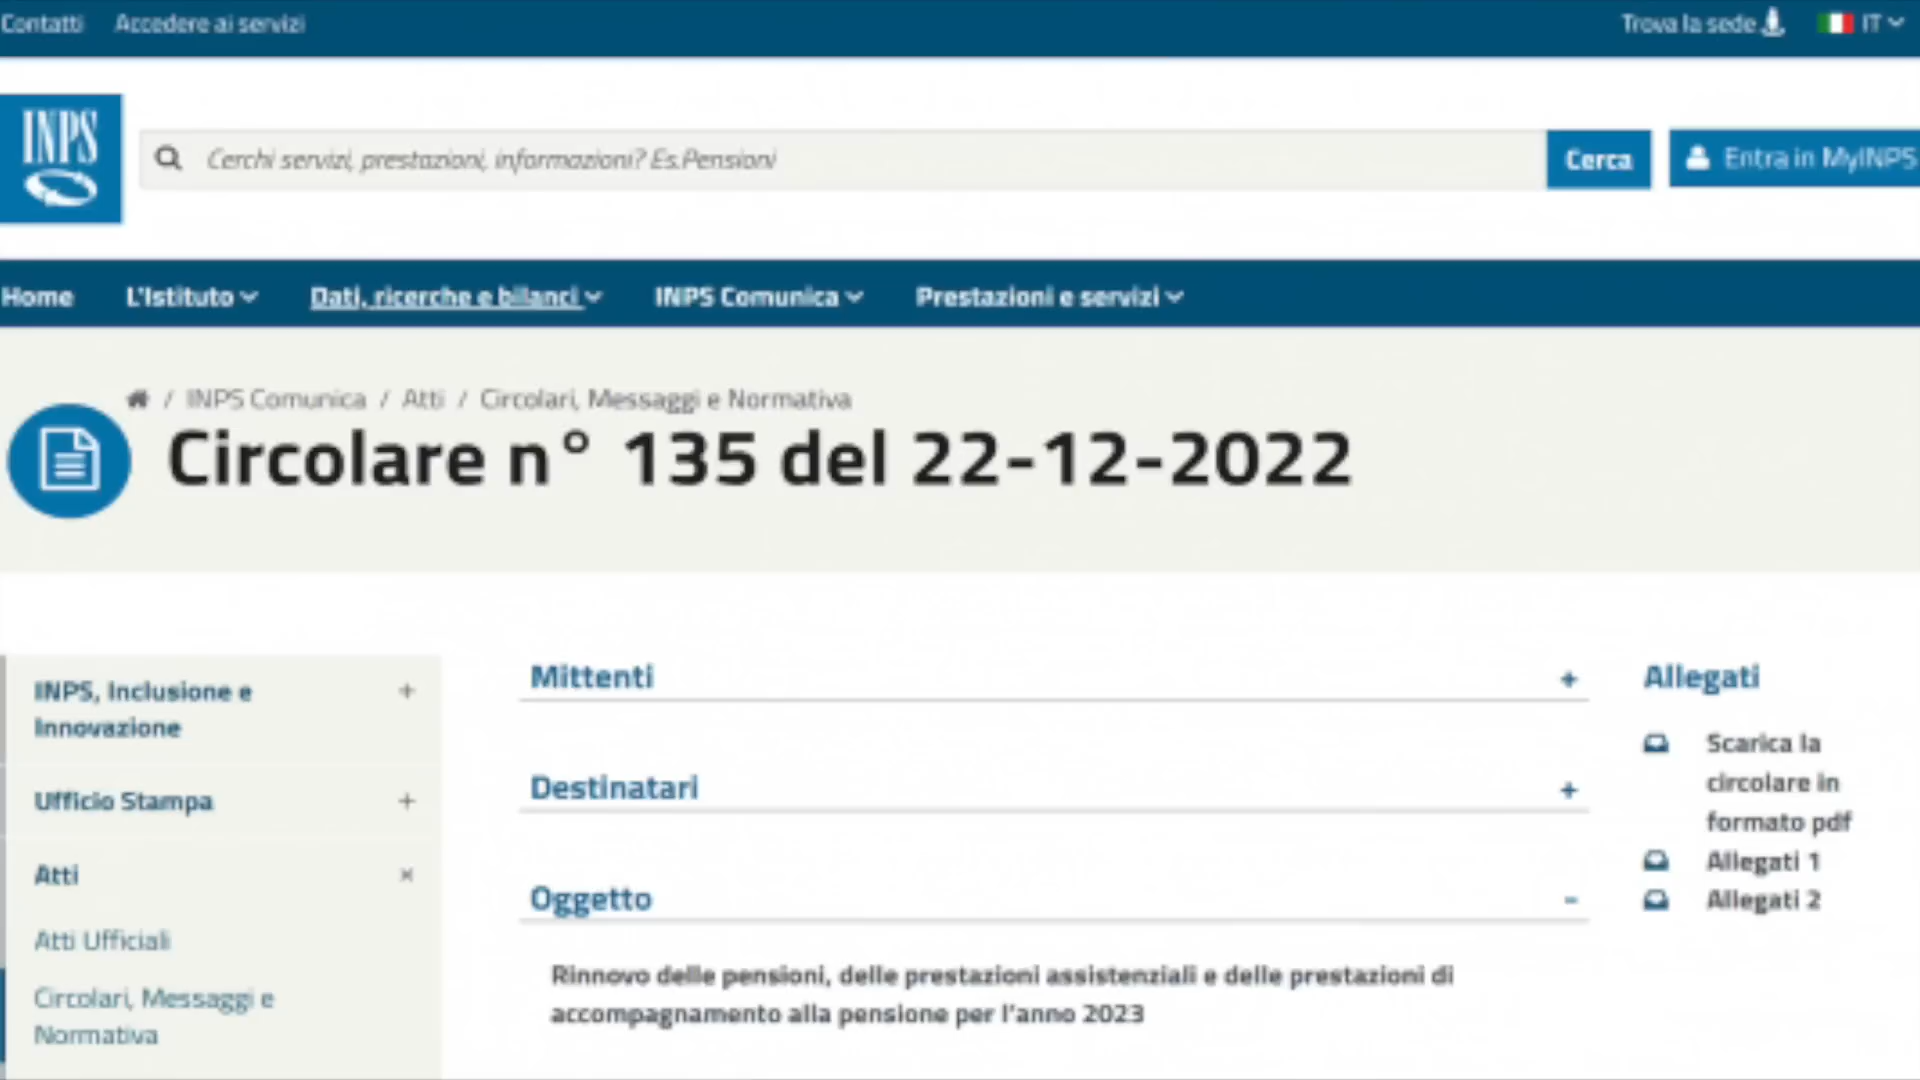 Contatti Accedere ai servizi Trova la sede IT
INPS
Cerchi servizi, prestazioni, informazioni? Es.Pensioni Cerca Entra in MyINPS
Home L'Istituto Dati, ricerche e bilanci INPS Comunica Prestazioni e servizi
/ INPS Comunica / Atti / Circolari, Messaggi e Normativa
Circolare n° 135 del 22-12-2022
INPS, Inclusione e +
Innovazione
Ufficio Stampa +
Atti ×
Atti Ufficiali
Circolari, Messaggi e
Normativa
Mittenti +
Destinatari +
Oggetto -
Rinnovo delle pensioni, delle prestazioni assistenziali e delle prestazioni di
accompagnamento alla pensione per l'anno 2023
Allegati
Scarica la
circolare in
formato pdf
Allegati 1
Allegati 2